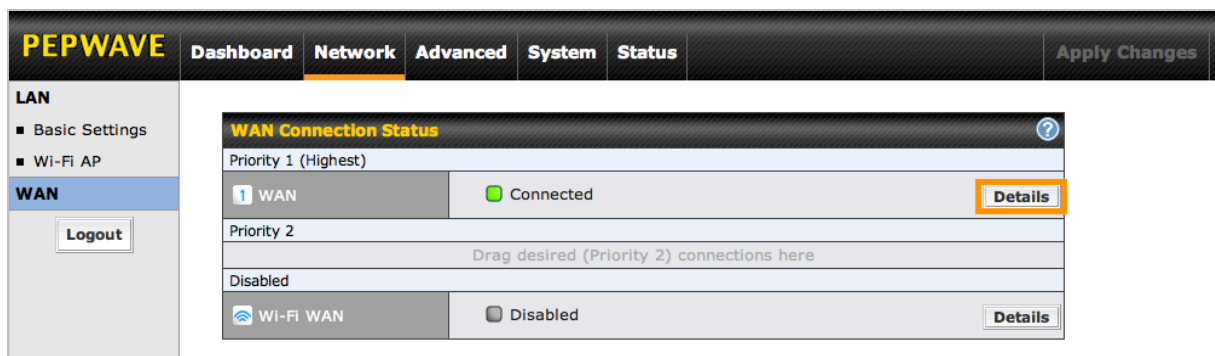 PEPWAVE Dashboard Network Advanced System Status Apply Changes
LAN
Basic Settings
Wi-Fi AP
WAN
Logout
WAN Connection Status ?
Priority 1 (Highest)
1 WAN Connected Details
Priority 2
Drag desired (Priority 2) connections here
Disabled
Wi-Fi WAN Disabled Details